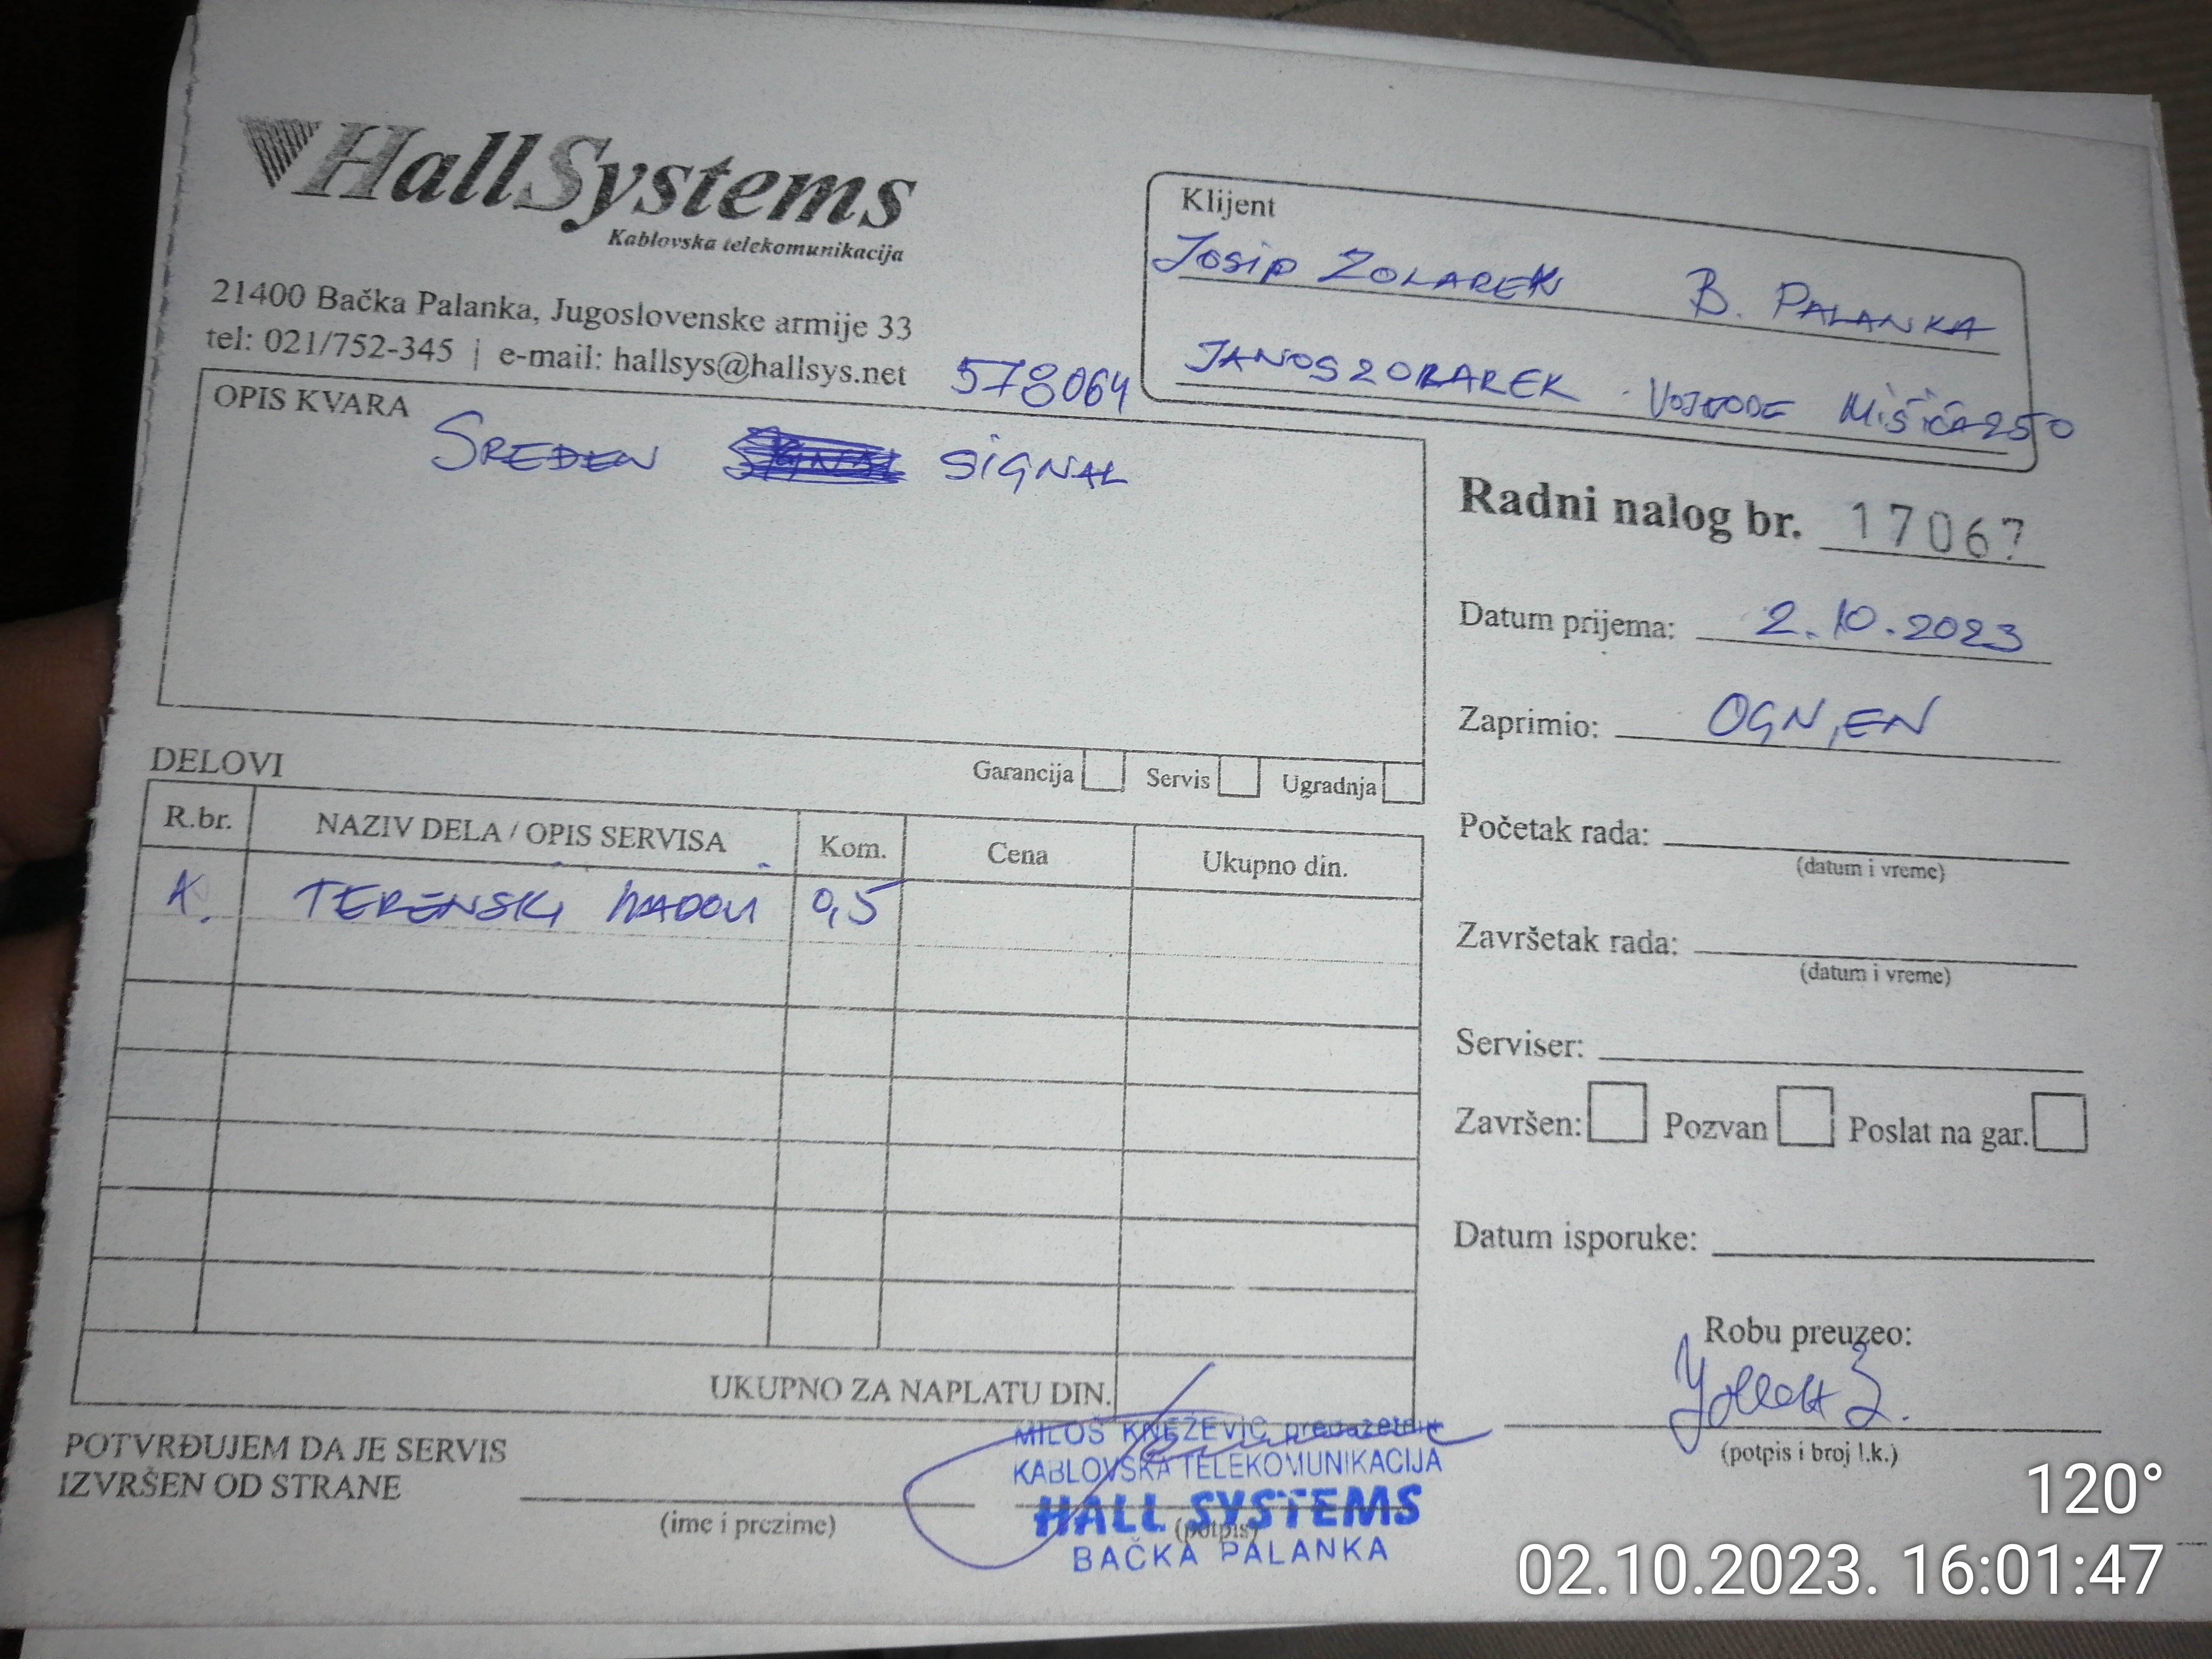 HallSystems
Kablovska telekomunikacija
21400 Bačka Palanka, Jugoslovenske armije 33
tel: 021/752-345 | e-mail: hallsys@hallsys.net
578064
Klijent
Josip ZOLAREK B. PALANKA
VOJVODE MiŠiĆA 250
OPIS KVARA
SREĐEN SiGNAL
Garancija Servis Ugradnja
Radni nalog br. 17067
Datum prijema: 2.10.2023
Zaprimio: OGNJEN
Početak rada:
(datum i vreme)
Završetak rada:
(datum i vreme)
Serviser:
Završen: Pozvan Poslat na gar.
Datum isporuke:
Robu preuzeo:
(potpis i broj l.k.)
DELOVI
R.br. NAZIV DELA / OPIS SERVISA Kom. Cena Ukupno din.
1. TERENSKi RADOVI 0,5
UKUPNO ZA NAPLATU DIN.
POTVRĐUJEM DA JE SERVIS
IZVRŠEN OD STRANE
(ime i prezime)
(potpis)
MILOŠ KNEŽEVIĆ preduzetnik
KABLOVSKA TELEKOMUNIKACIJA
HALL SYSTEMS
BAČKA PALANKA
120°
02.10.2023. 16:01:47